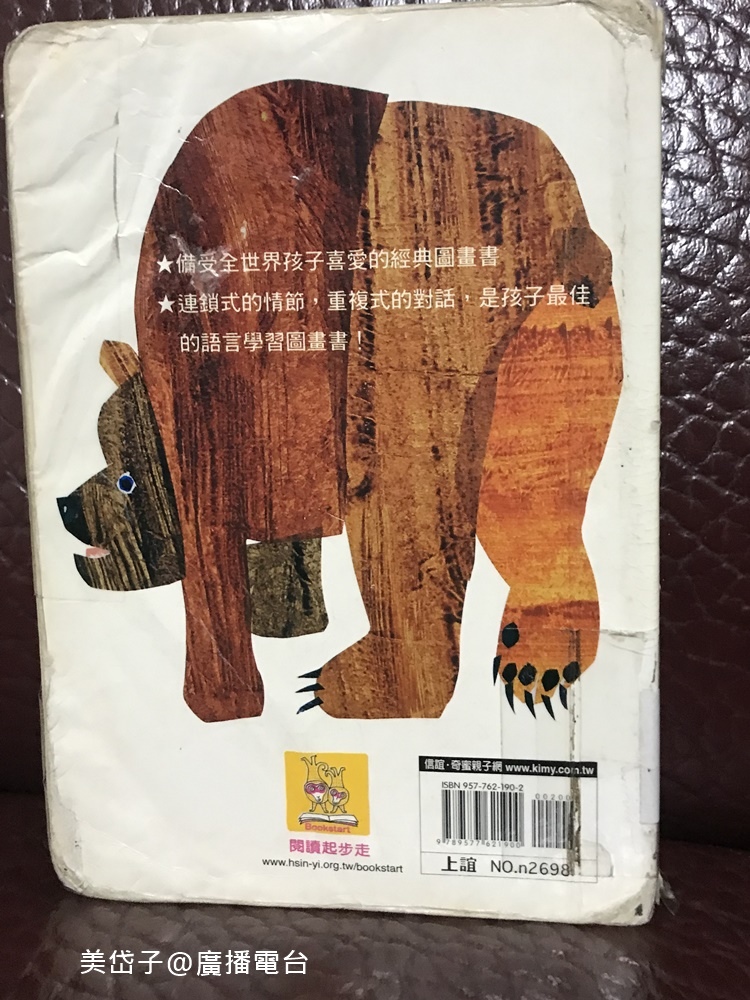 ★備受全世界孩子喜愛的經典圖畫書
★連鎖式的情節，重複式的對話，是孩子最佳
的語言學習圖畫書！
Bookstart
閱讀起步走
www.hsin-yi.org.tw/bookstart
信誼·奇蜜親子網 www.kimy.com.tw
ISBN 957-762-190-2
9 789577 621900
上誼 NO.n2698
美岱子@廣播電台